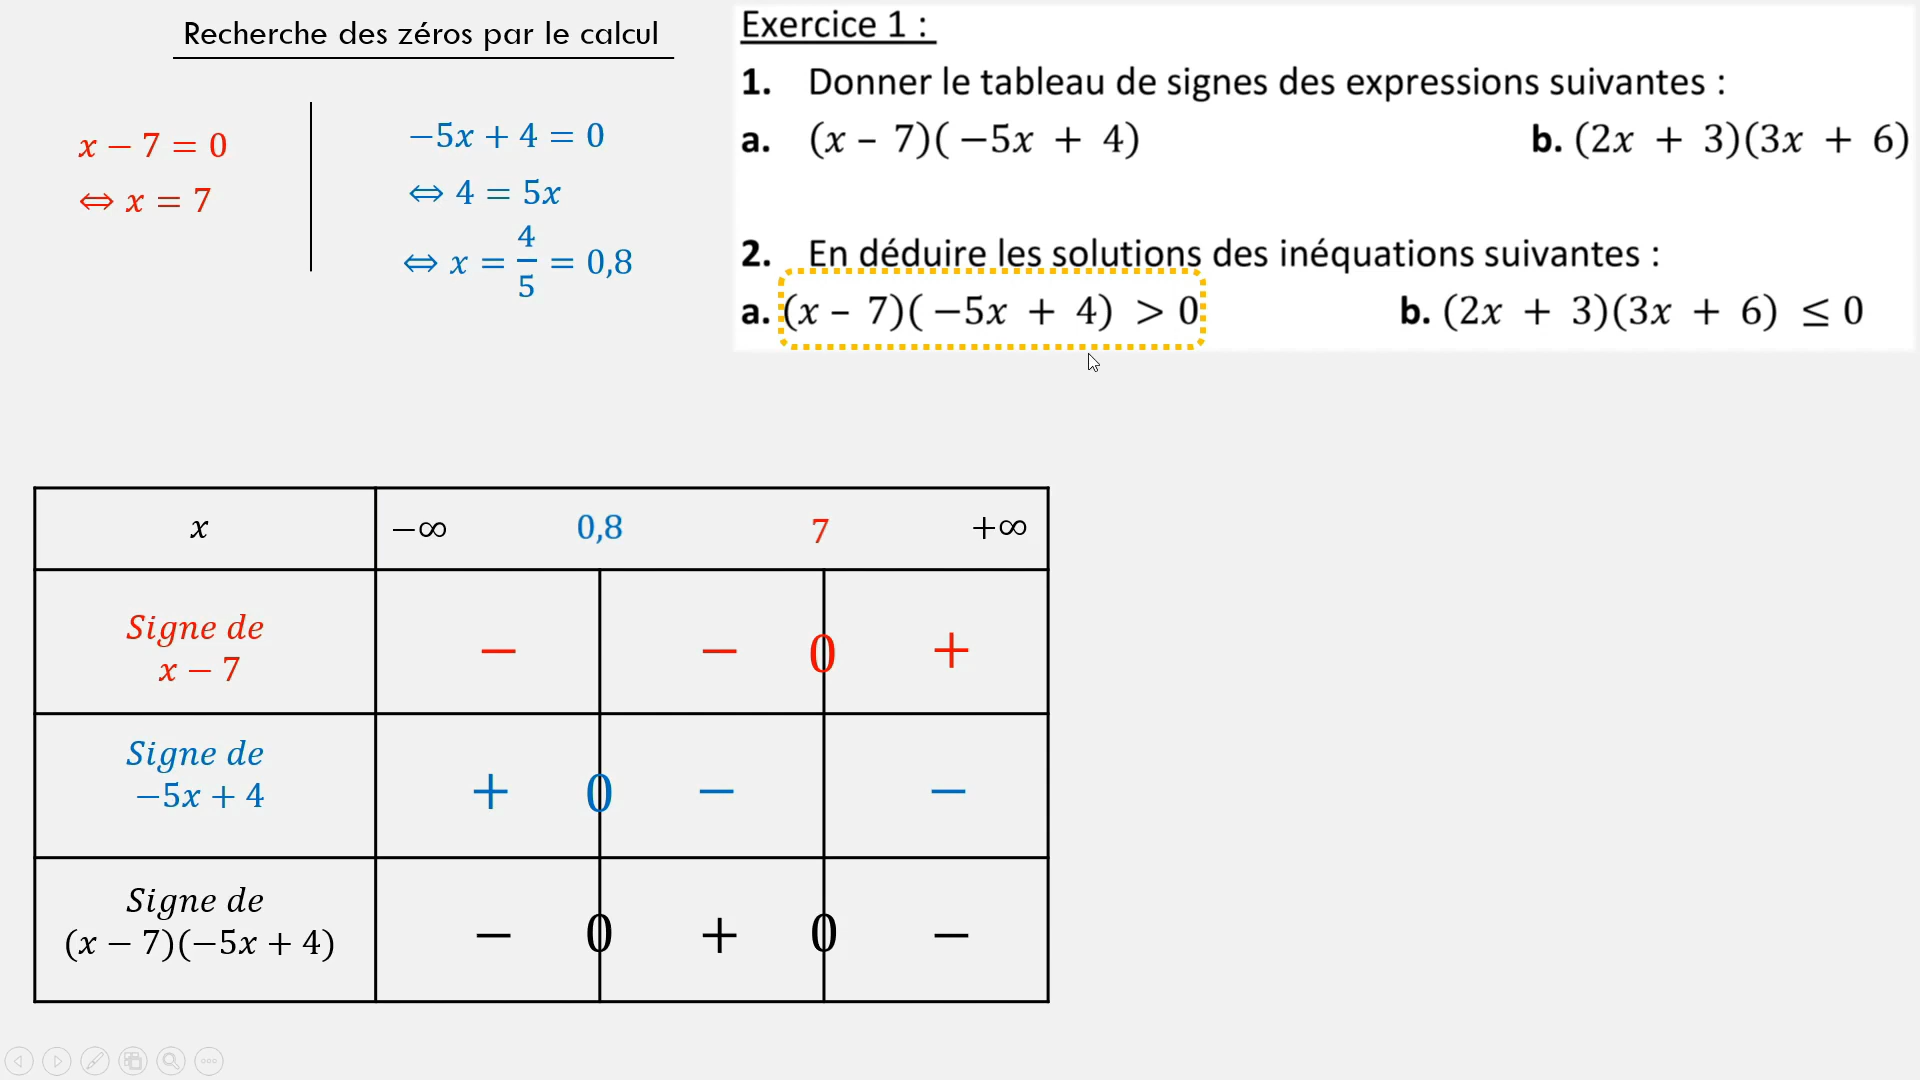 Recherche des zéros par le calcul
x − 7 = 0
⇔ x = 7
−5x + 4 = 0
⇔ 4 = 5x
⇔ x = 4/5 = 0,8
Exercice 1 :
1. Donner le tableau de signes des expressions suivantes :
a. (x – 7)( −5x + 4) b. (2x + 3)(3x + 6)
2. En déduire les solutions des inéquations suivantes :
a. (x – 7)( −5x + 4) > 0 b. (2x + 3)(3x + 6) ≤ 0
x −∞ 0,8 7 +∞
Signe de
x − 7
− − 0 +
Signe de
−5x + 4
+ 0 − −
Signe de
(x − 7)(−5x + 4)
− 0 + 0 −